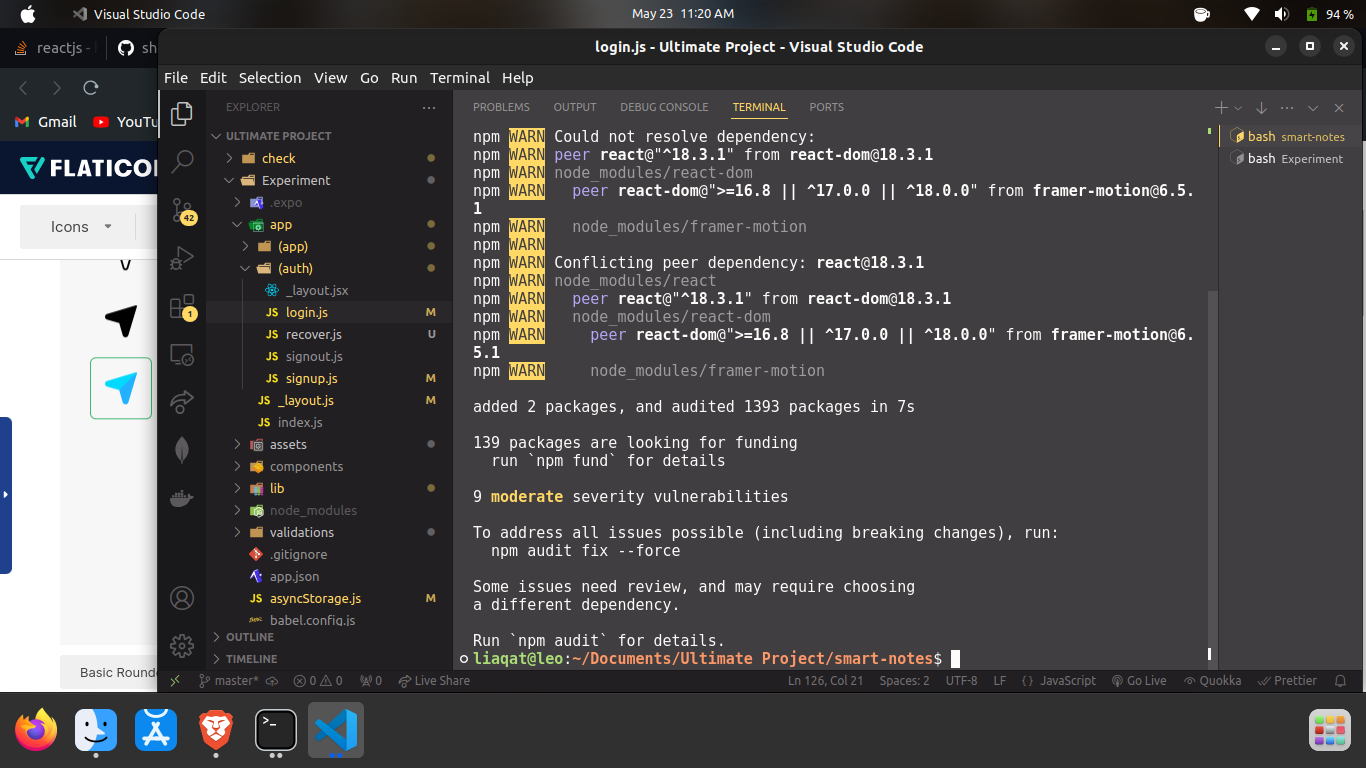 Visual Studio Code
May 23 11:20 AM
94 %
reactjs -
sh
login.js - Ultimate Project - Visual Studio Code
File Edit Selection View Go Run Terminal Help
Gmail
YouTu
FLATICO
Icons
Basic Rounde
EXPLORER
ULTIMATE PROJECT
check
Experiment
.expo
app
(app)
(auth)
_layout.jsx
JS login.js M
JS recover.js U
JS signout.js
JS signup.js M
JS _layout.js M
JS index.js
assets
components
lib
node_modules
validations
.gitignore
app.json
JS asyncStorage.js M
babel.config.js
OUTLINE
TIMELINE
42
1
PROBLEMS OUTPUT DEBUG CONSOLE TERMINAL PORTS
npm WARN Could not resolve dependency:
npm WARN peer react@"^18.3.1" from react-dom@18.3.1
npm WARN node_modules/react-dom
npm WARN   peer react-dom@">=16.8 || ^17.0.0 || ^18.0.0" from framer-motion@6.5.
1
npm WARN   node_modules/framer-motion
npm WARN
npm WARN Conflicting peer dependency: react@18.3.1
npm WARN node_modules/react
npm WARN   peer react@"^18.3.1" from react-dom@18.3.1
npm WARN   node_modules/react-dom
npm WARN     peer react-dom@">=16.8 || ^17.0.0 || ^18.0.0" from framer-motion@6.
5.1
npm WARN     node_modules/framer-motion
added 2 packages, and audited 1393 packages in 7s
139 packages are looking for funding
run `npm fund` for details
9 moderate severity vulnerabilities
To address all issues possible (including breaking changes), run:
npm audit fix --force
Some issues need review, and may require choosing
a different dependency.
Run `npm audit` for details.
liaqat@leo:~/Documents/Ultimate Project/smart-notes$
bash smart-notes
bash Experiment
master* 0 0 0 Live Share
Ln 126, Col 21 Spaces: 2 UTF-8 LF {} JavaScript Go Live Quokka Prettier